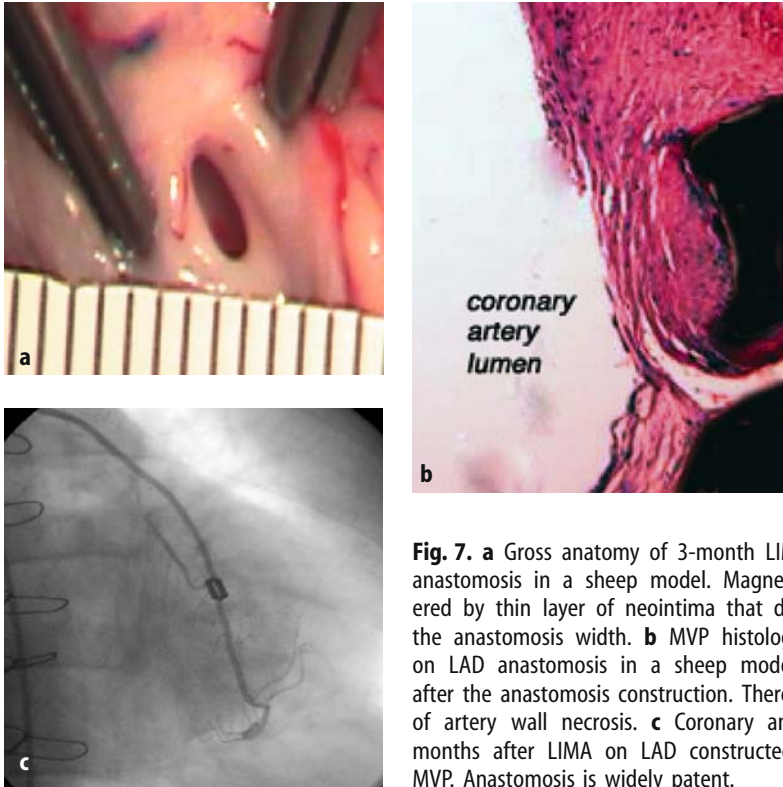 a
coronary
artery
lumen
b
c
Fig. 7. a Gross anatomy of 3-month LIM
anastomosis in a sheep model. Magne
ered by thin layer of neointima that d
the anastomosis width. b MVP histolog
on LAD anastomosis in a sheep mode
after the anastomosis construction. There
of artery wall necrosis. c Coronary an
months after LIMA on LAD constructe
MVP. Anastomosis is widely patent.